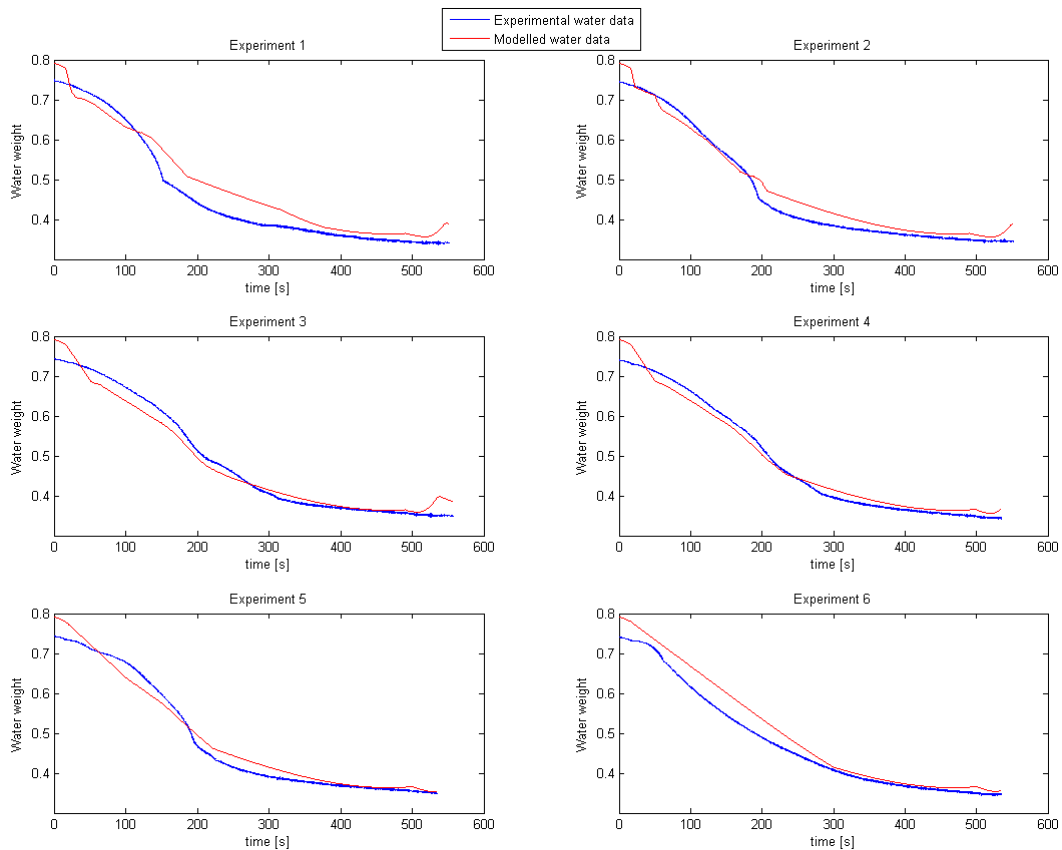 Experimental water data
Modelled water data
Experiment 1
Water weight
0.8
0.7
0.6
0.5
0.4
0 100 200 300 400 500 600
time [s]
Experiment 2
Water weight
0.8
0.7
0.6
0.5
0.4
0 100 200 300 400 500 600
time [s]
Experiment 3
Water weight
0.8
0.7
0.6
0.5
0.4
0 100 200 300 400 500 600
time [s]
Experiment 4
Water weight
0.8
0.7
0.6
0.5
0.4
0 100 200 300 400 500 600
time [s]
Experiment 5
Water weight
0.8
0.7
0.6
0.5
0.4
0 100 200 300 400 500 600
time [s]
Experiment 6
Water weight
0.8
0.7
0.6
0.5
0.4
0 100 200 300 400 500 600
time [s]